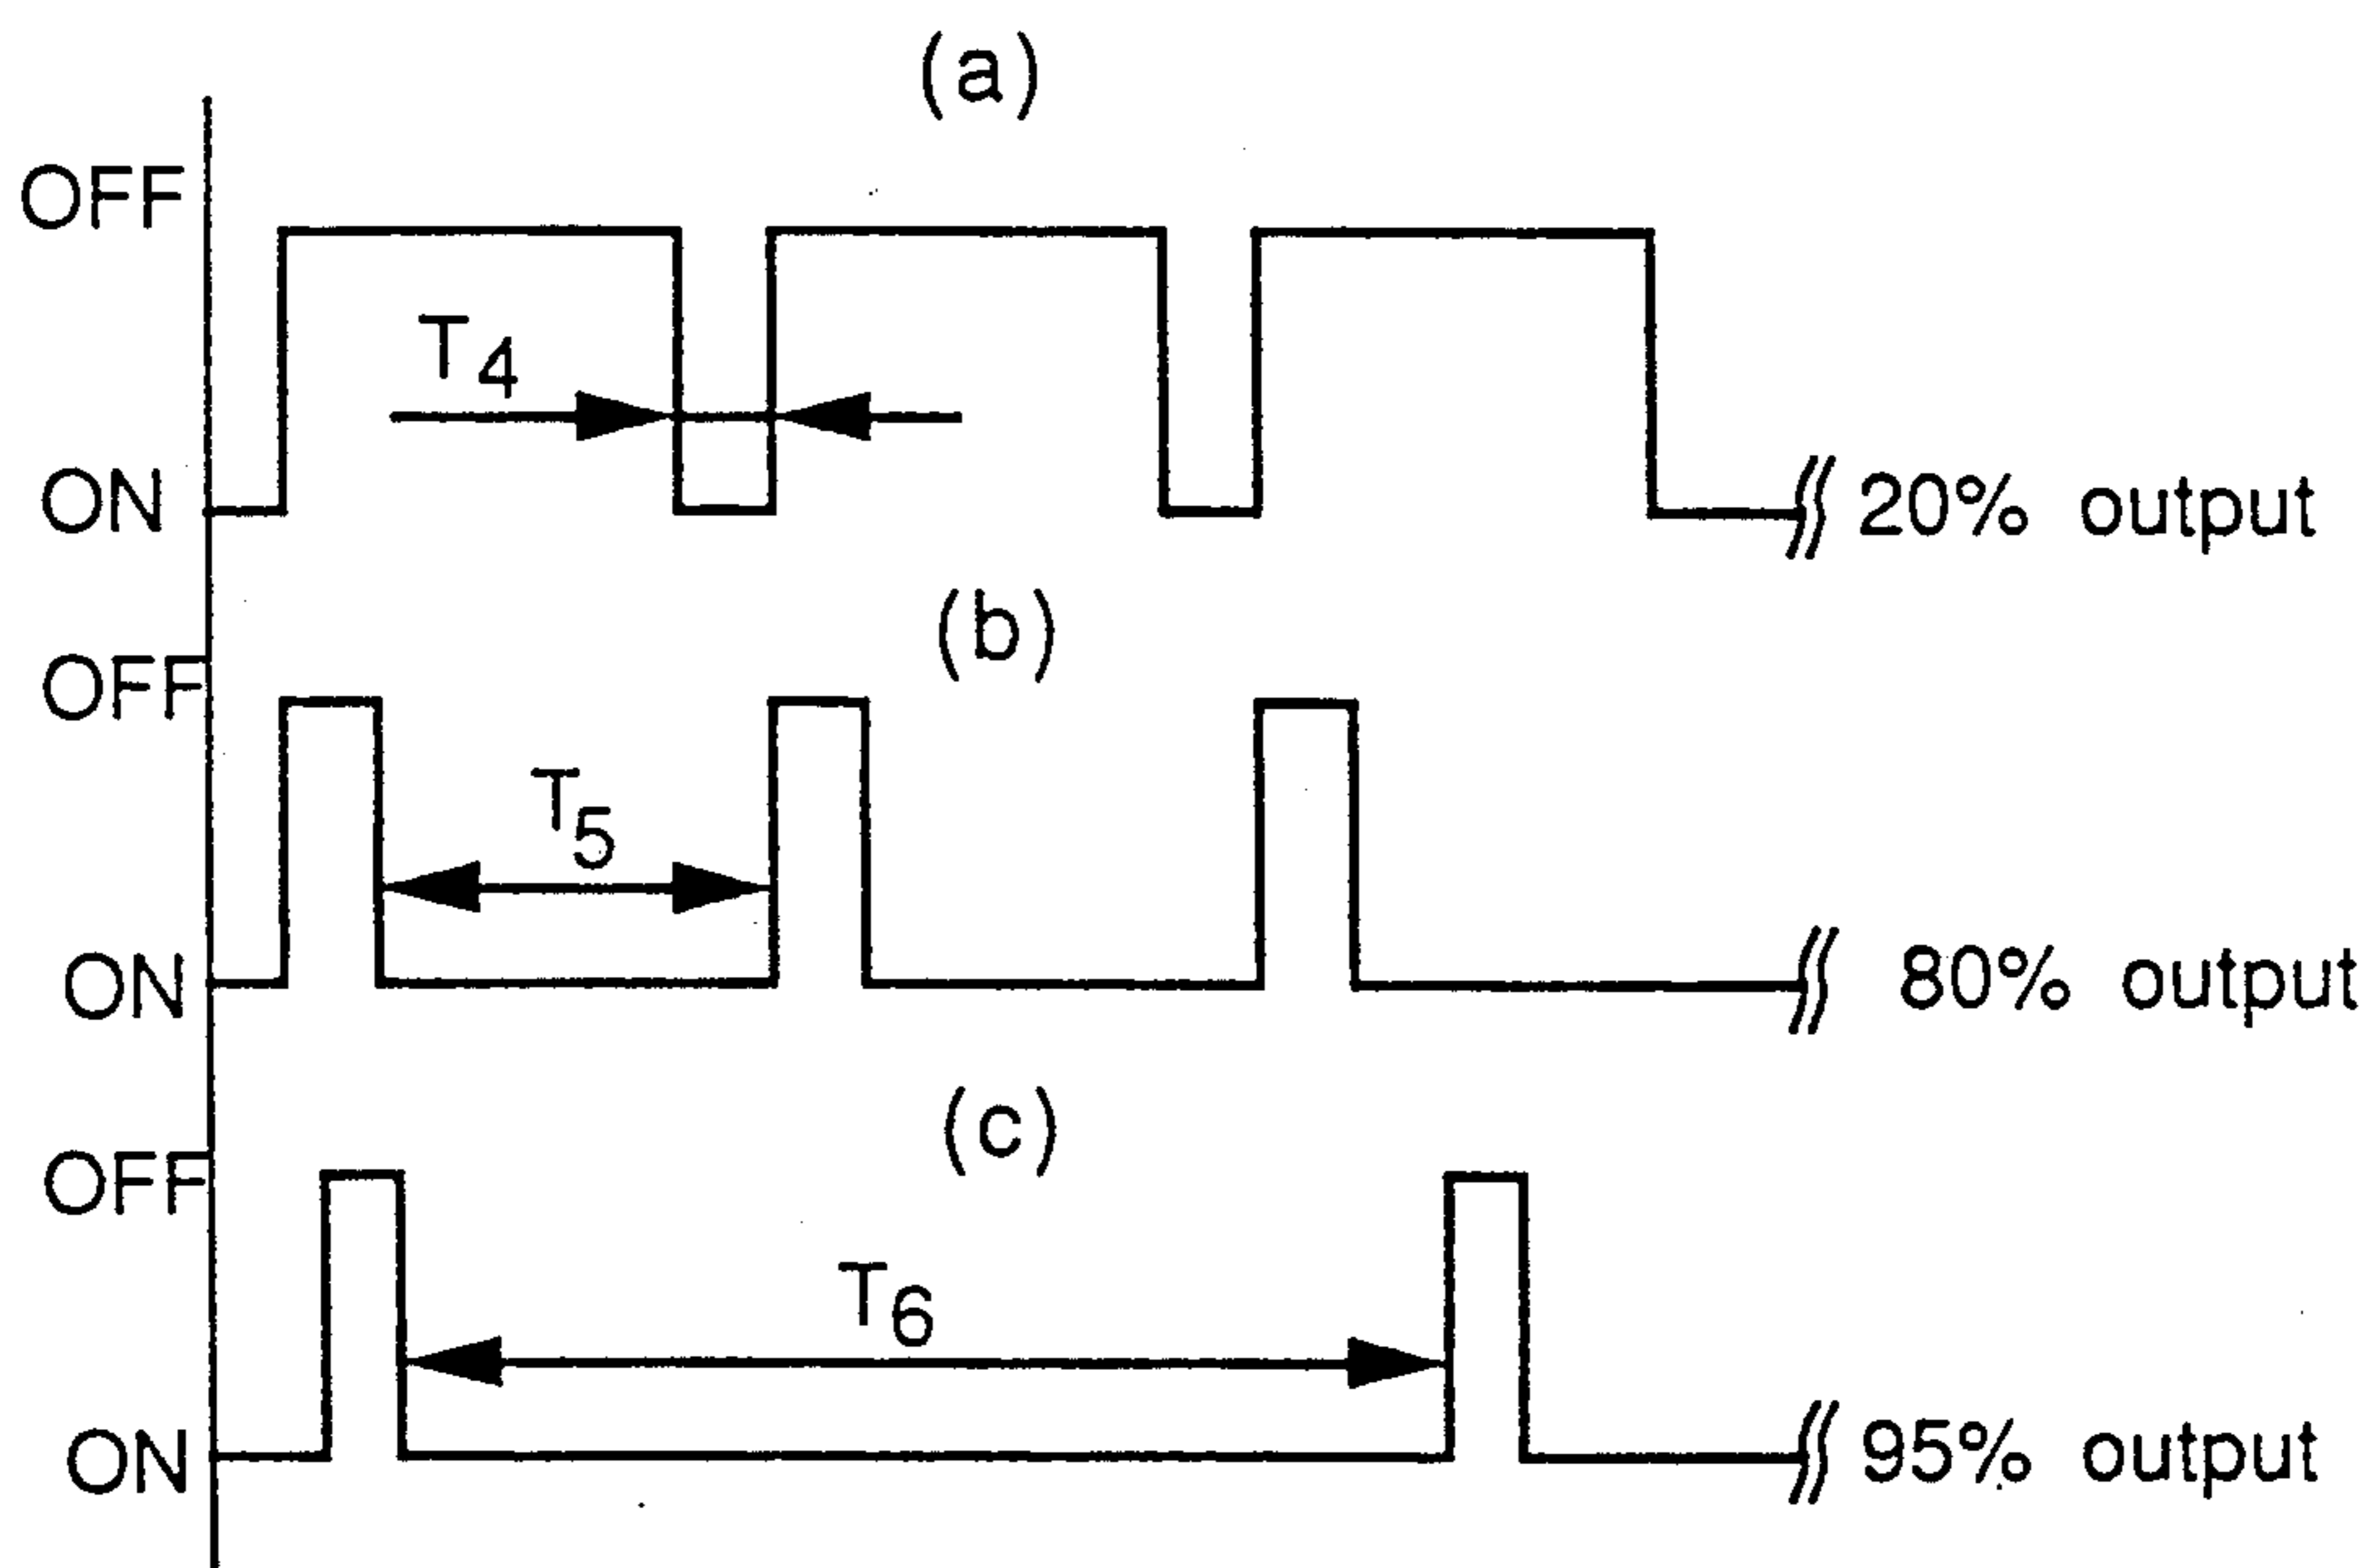 (a)
OFF
T4
ON
20% output
(b)
OFF
T5
ON
80% output
(c)
OFF
T6
ON
95% output